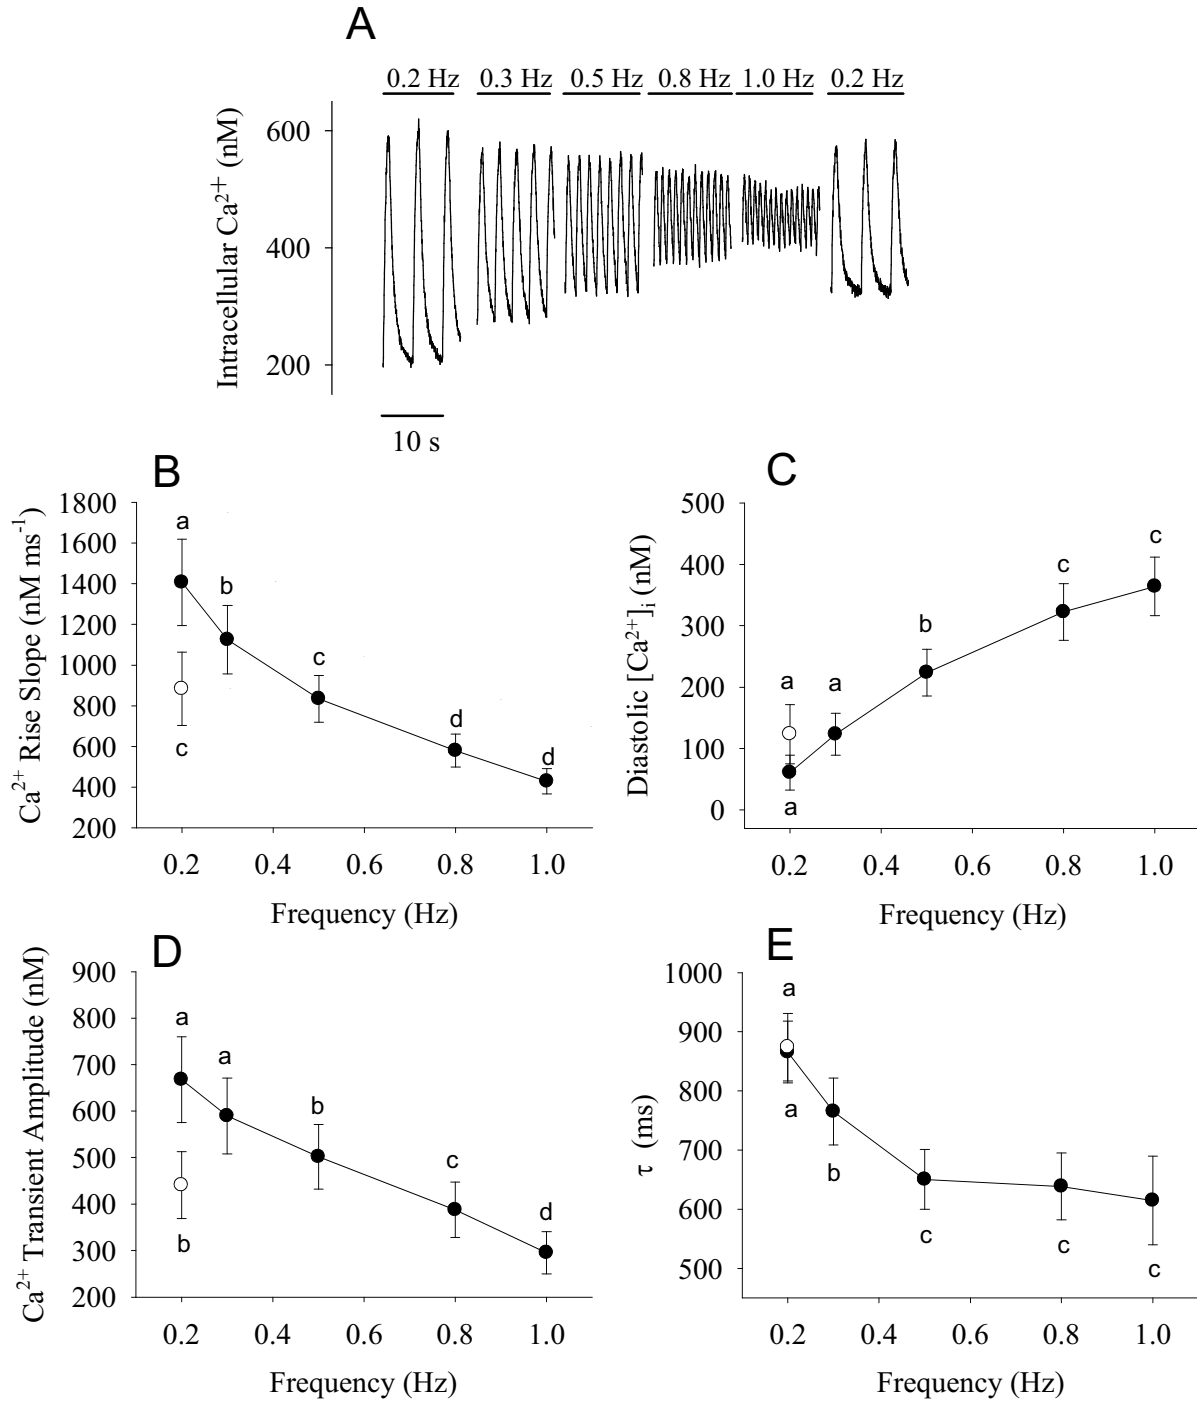 A
0.2 Hz 0.3 Hz 0.5 Hz 0.8 Hz 1.0 Hz 0.2 Hz
Intracellular Ca²⁺ (nM)
600
400
200
10 s
B
Ca²⁺ Rise Slope (nM ms⁻¹)
1800
1600
1400
1200
1000
800
600
400
200
a
b
c
d
d
c
0.2 0.4 0.6 0.8 1.0
Frequency (Hz)
C
Diastolic [Ca²⁺]ᵢ (nM)
500
400
300
200
100
0
a
a
b
c
c
a
0.2 0.4 0.6 0.8 1.0
Frequency (Hz)
D
Ca²⁺ Transient Amplitude (nM)
900
800
700
600
500
400
300
200
a
a
b
c
d
b
0.2 0.4 0.6 0.8 1.0
Frequency (Hz)
E
τ (ms)
1000
900
800
700
600
500
a
a
b
c
c
c
0.2 0.4 0.6 0.8 1.0
Frequency (Hz)